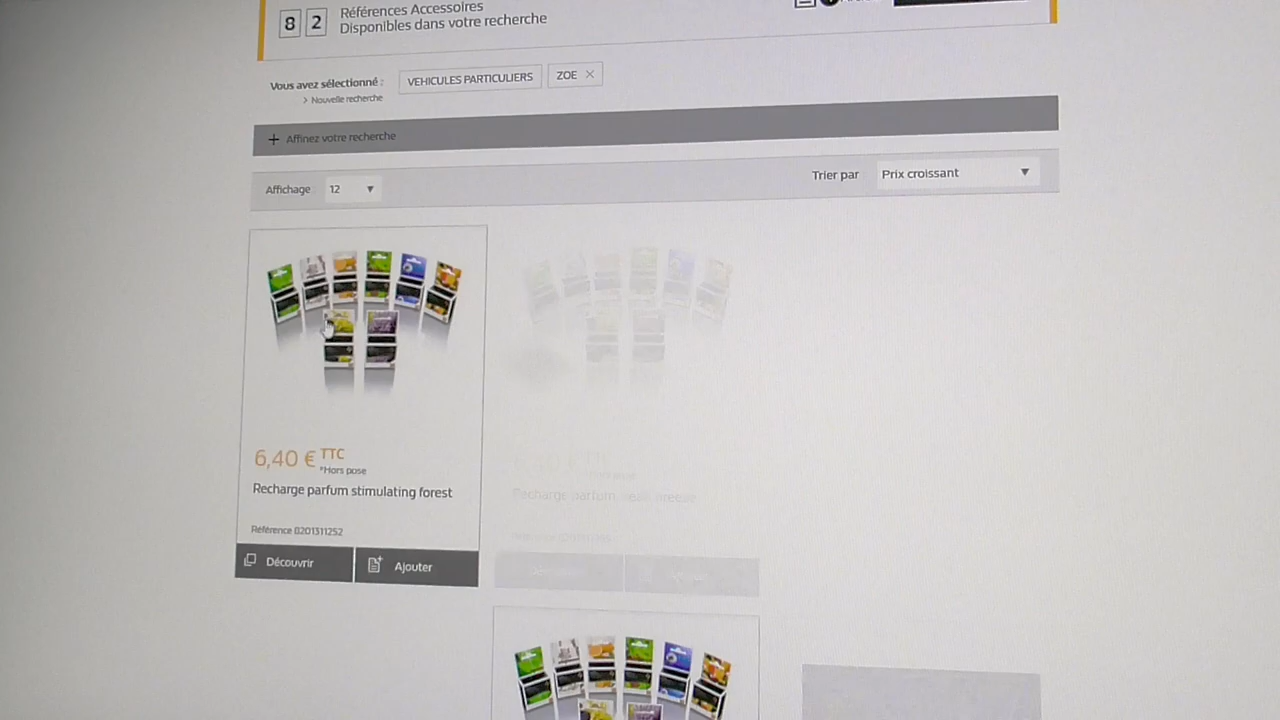 8 2
Références Accessoires
Disponibles dans votre recherche
Vous avez sélectionné :
VEHICULES PARTICULIERS
ZOE ×
> Nouvelle recherche
+ Affinez votre recherche
Affichage 12
Trier par Prix croissant
6,40 € TTC
*Hors pose
Recharge parfum stimulating forest
Référence 8201311252
Découvrir
Ajouter
Recharge parfum